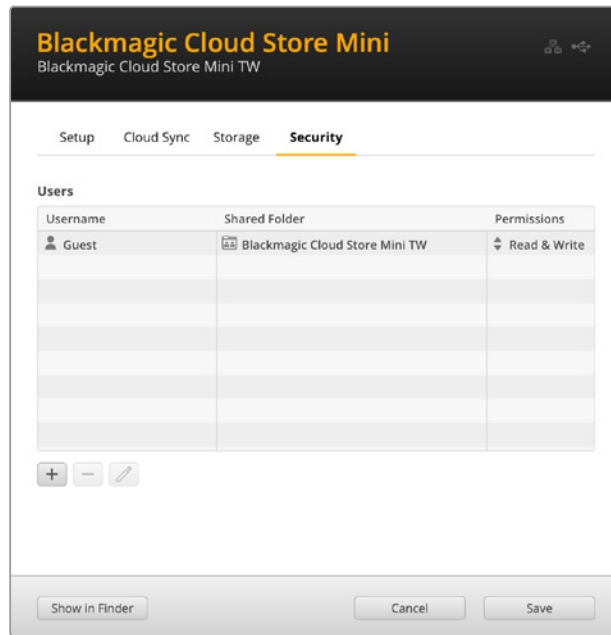 Blackmagic Cloud Store Mini
Blackmagic Cloud Store Mini TW
Setup Cloud Sync Storage Security
Users
Username Shared Folder Permissions
Guest Blackmagic Cloud Store Mini TW Read & Write
Show in Finder Cancel Save